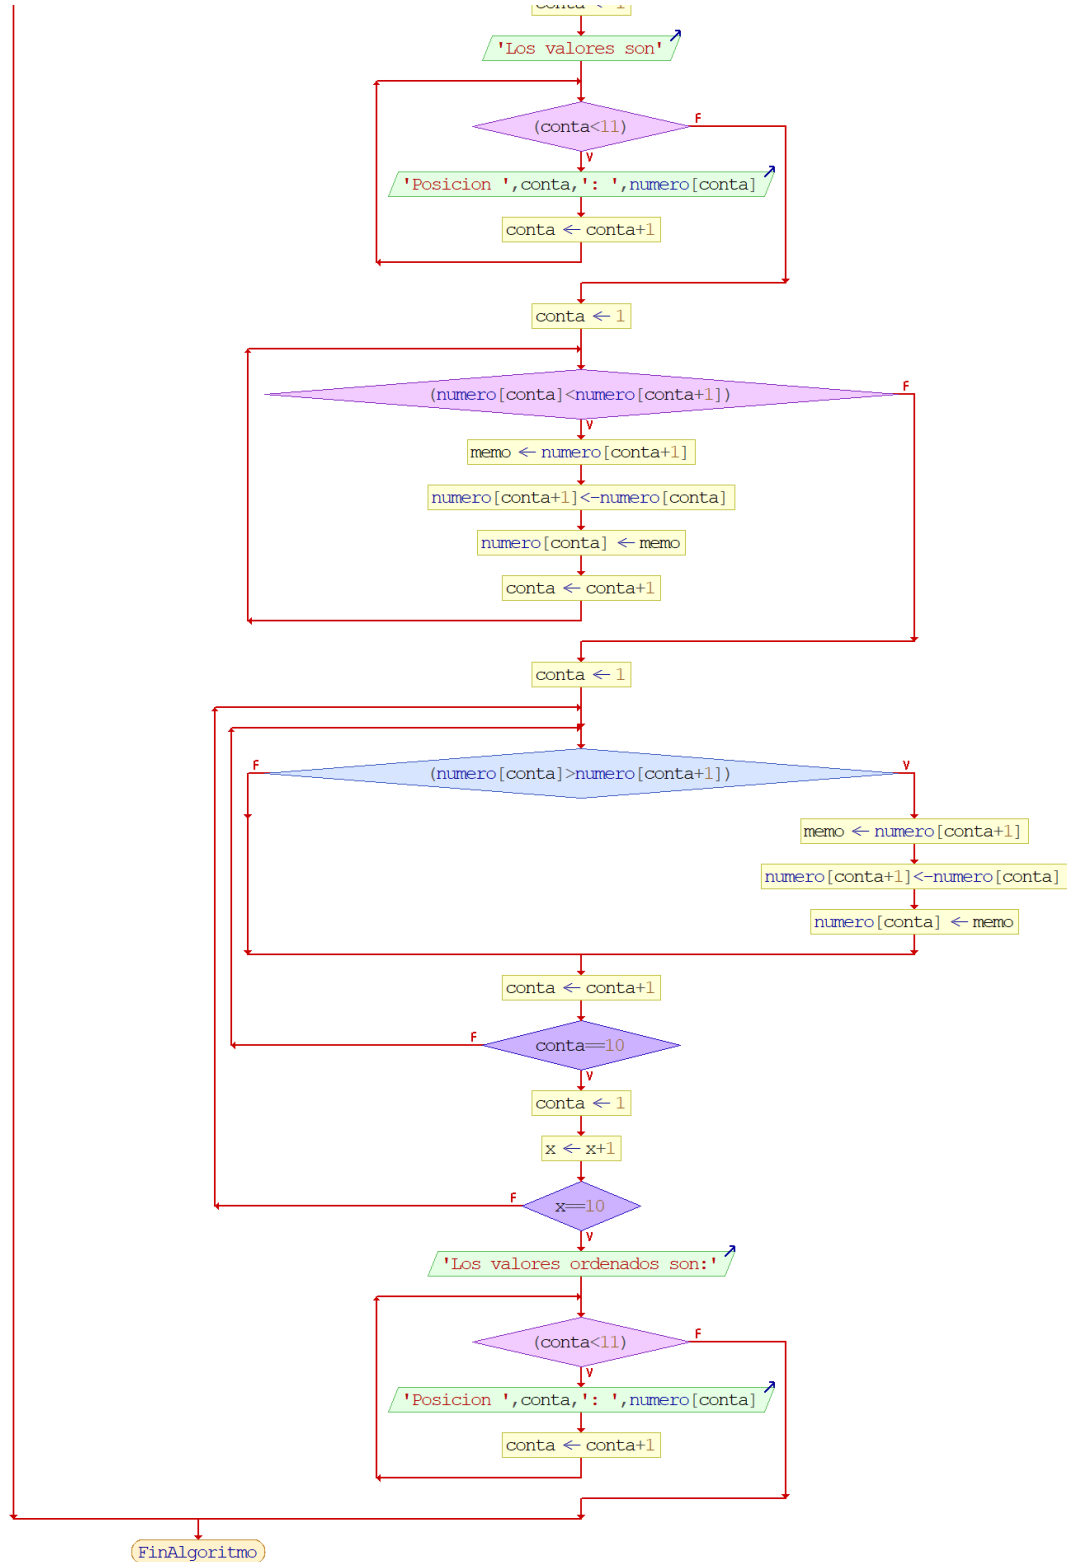 conta ← 1
'Los valores son'
(conta<11)
F
V
'Posicion ',conta,': ',numero[conta]
conta ← conta+1
conta ← 1
(numero[conta]<numero[conta+1])
F
V
memo ← numero[conta+1]
numero[conta+1]<-numero[conta]
numero[conta] ← memo
conta ← conta+1
conta ← 1
F
(numero[conta]>numero[conta+1])
V
memo ← numero[conta+1]
numero[conta+1]<-numero[conta]
numero[conta] ← memo
conta ← conta+1
F
conta==10
V
conta ← 1
x ← x+1
F
x==10
V
'Los valores ordenados son:'
(conta<11)
F
V
'Posicion ',conta,': ',numero[conta]
conta ← conta+1
FinAlgoritmo